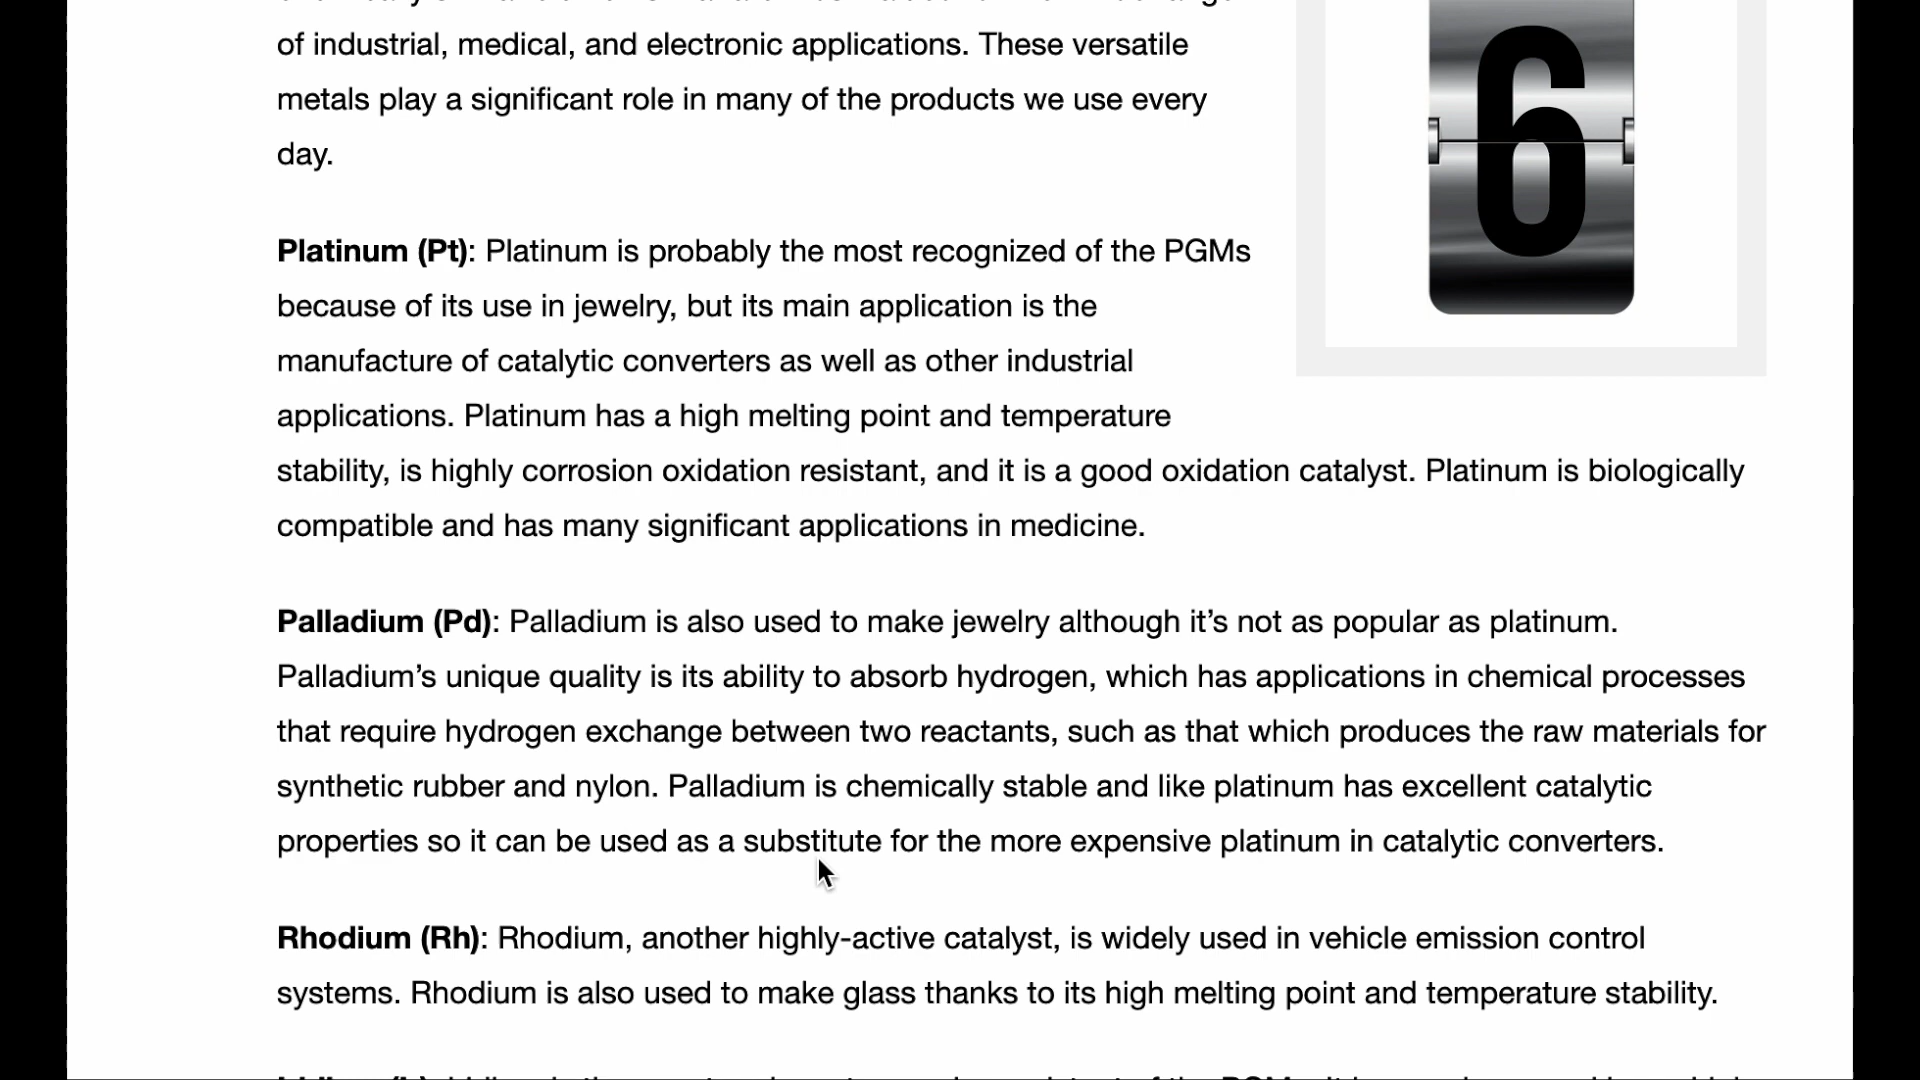 of industrial, medical, and electronic applications. These versatile
metals play a significant role in many of the products we use every
day.
6
Platinum (Pt): Platinum is probably the most recognized of the PGMs
because of its use in jewelry, but its main application is the
manufacture of catalytic converters as well as other industrial
applications. Platinum has a high melting point and temperature
stability, is highly corrosion oxidation resistant, and it is a good oxidation catalyst. Platinum is biologically
compatible and has many significant applications in medicine.
Palladium (Pd): Palladium is also used to make jewelry although it’s not as popular as platinum.
Palladium’s unique quality is its ability to absorb hydrogen, which has applications in chemical processes
that require hydrogen exchange between two reactants, such as that which produces the raw materials for
synthetic rubber and nylon. Palladium is chemically stable and like platinum has excellent catalytic
properties so it can be used as a substitute for the more expensive platinum in catalytic converters.
Rhodium (Rh): Rhodium, another highly-active catalyst, is widely used in vehicle emission control
systems. Rhodium is also used to make glass thanks to its high melting point and temperature stability.